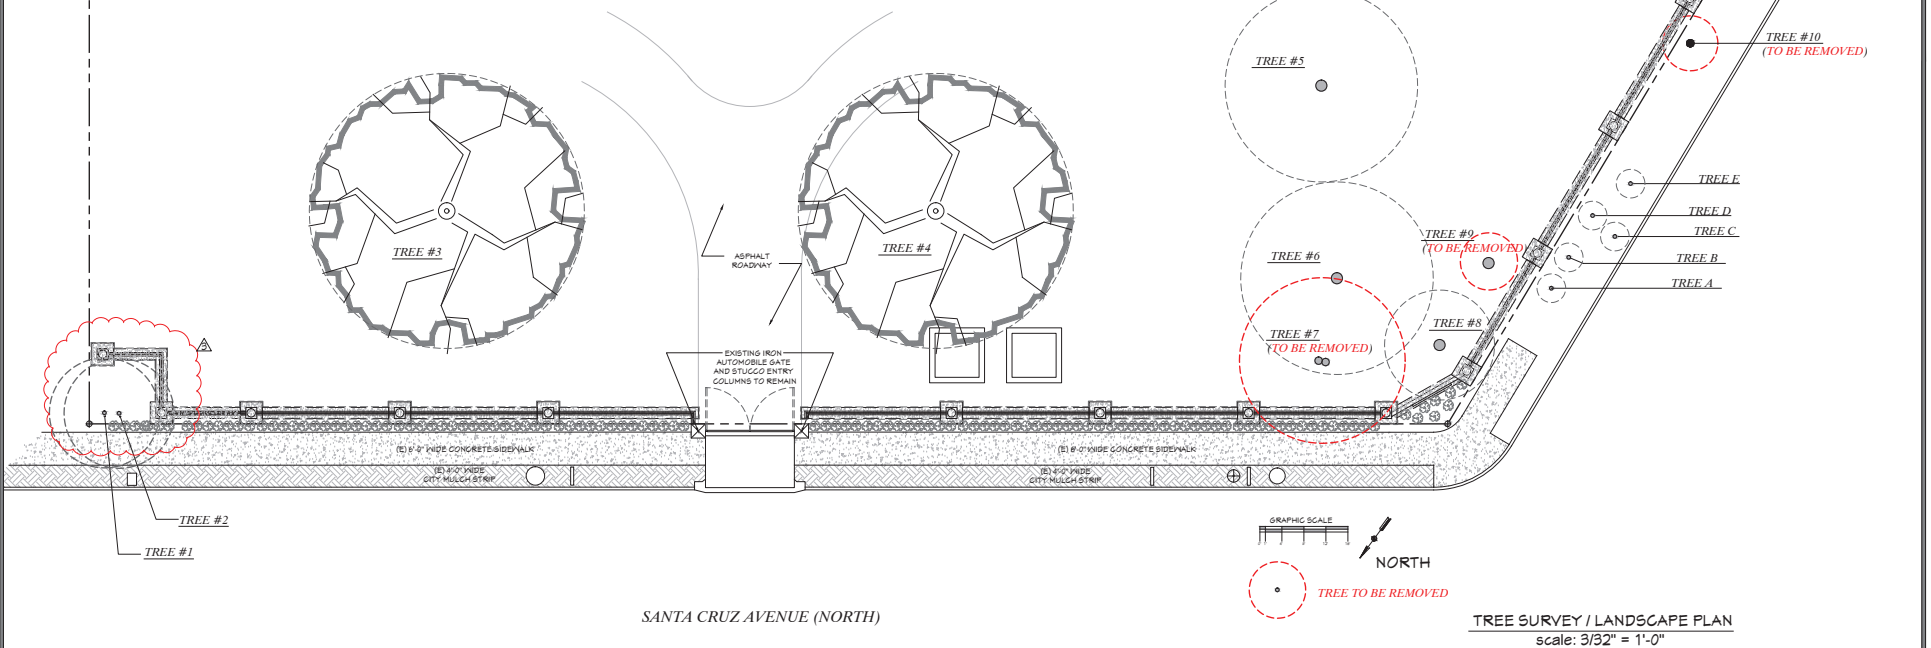 TREE #10
(TO BE REMOVED)
TREE #5
TREE E
TREE D
TREE C
TREE B
TREE A
TREE #9
(TO BE REMOVED)
TREE #3
TREE #4
ASPHALT
ROADWAY
TREE #6
TREE #8
TREE #7
(TO BE REMOVED)
3
EXISTING IRON
AUTOMOBILE GATE
AND STUCCO ENTRY
COLUMNS TO REMAIN
(E) 6'-0" WIDE CONCRETE SIDEWALK
(E) 6'-0" WIDE CONCRETE SIDEWALK
(E) 4'-0" WIDE
CITY MULCH STRIP
(E) 4'-0" WIDE
CITY MULCH STRIP
TREE #2
TREE #1
GRAPHIC SCALE
NORTH
TREE TO BE REMOVED
SANTA CRUZ AVENUE (NORTH)
TREE SURVEY / LANDSCAPE PLAN
scale: 3/32" = 1'-0"